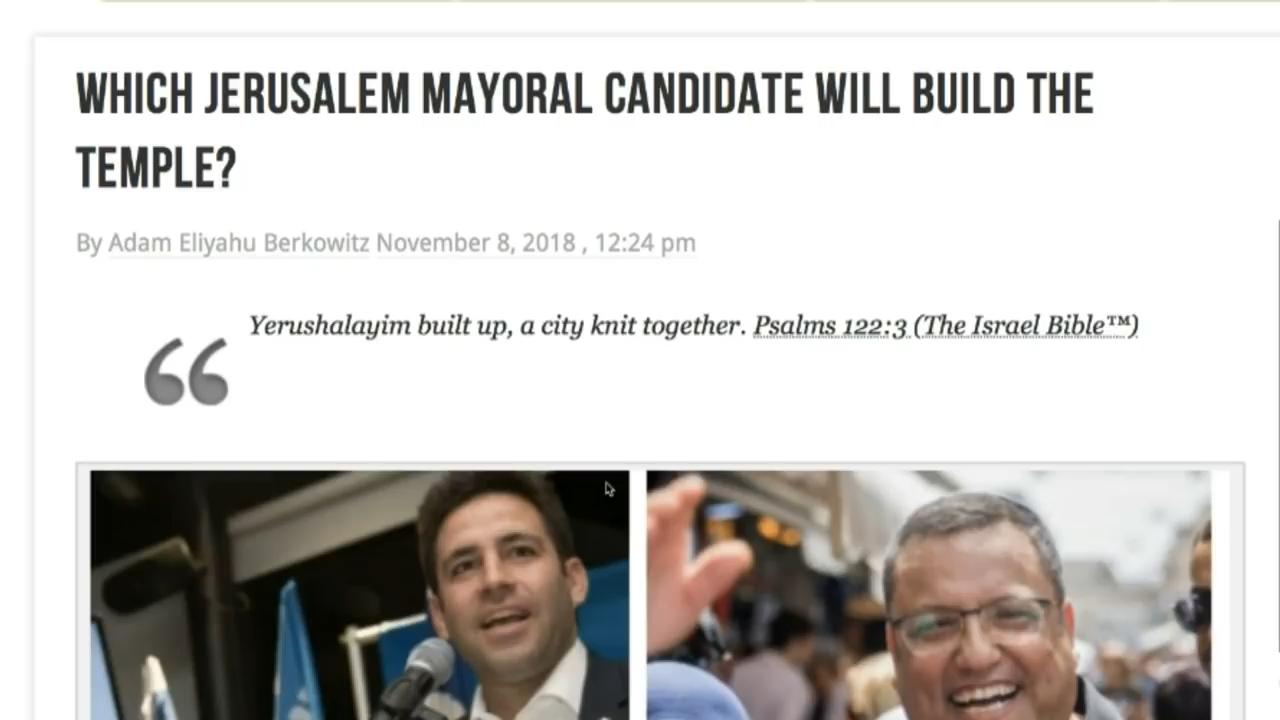 WHICH JERUSALEM MAYORAL CANDIDATE WILL BUILD THE
TEMPLE?
By Adam Eliyahu Berkowitz November 8, 2018 , 12:24 pm
“ Yerushalayim built up, a city knit together. Psalms 122:3 (The Israel Bible™)